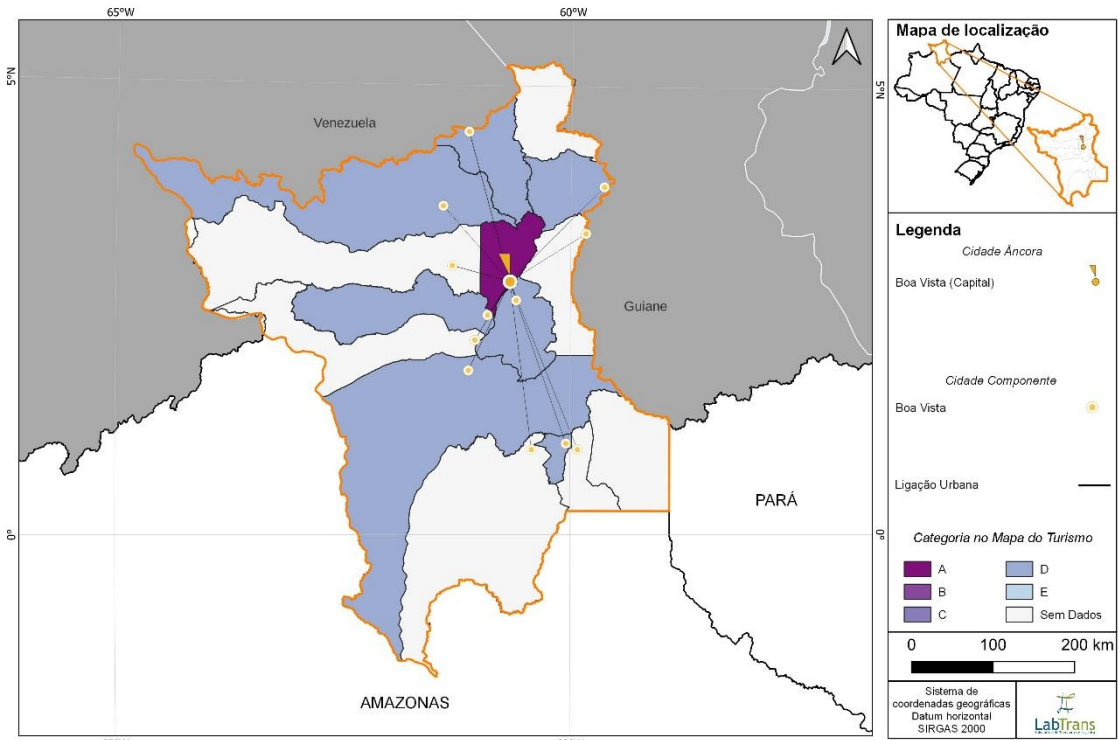 65°W
60°W
5°N
5°N
Venezuela
Guiane
0°
0°
PARÁ
AMAZONAS
Mapa de localização
Legenda
Cidade Âncora
Boa Vista (Capital)
Cidade Componente
Boa Vista
Ligação Urbana
Categoria no Mapa do Turismo
A
D
B
E
C
Sem Dados
0
100
200 km
Sistema de
coordenadas geográficas
Datum horizontal
SIRGAS 2000
LabTrans